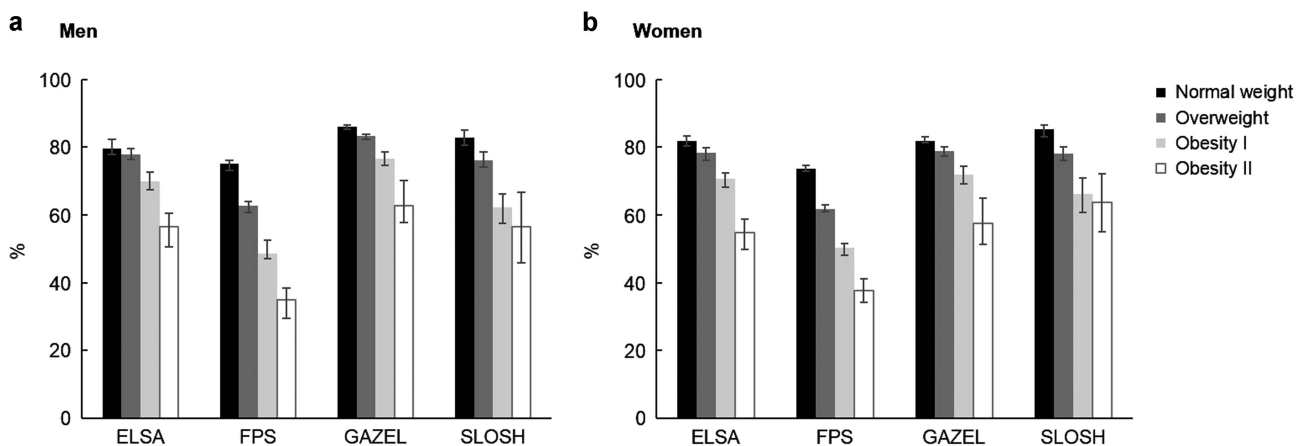 a Men
100
80
60
40
20
0
%
ELSA FPS GAZEL SLOSH
b Women
100
80
60
40
20
0
%
ELSA FPS GAZEL SLOSH
Normal weight
Overweight
Obesity I
Obesity II